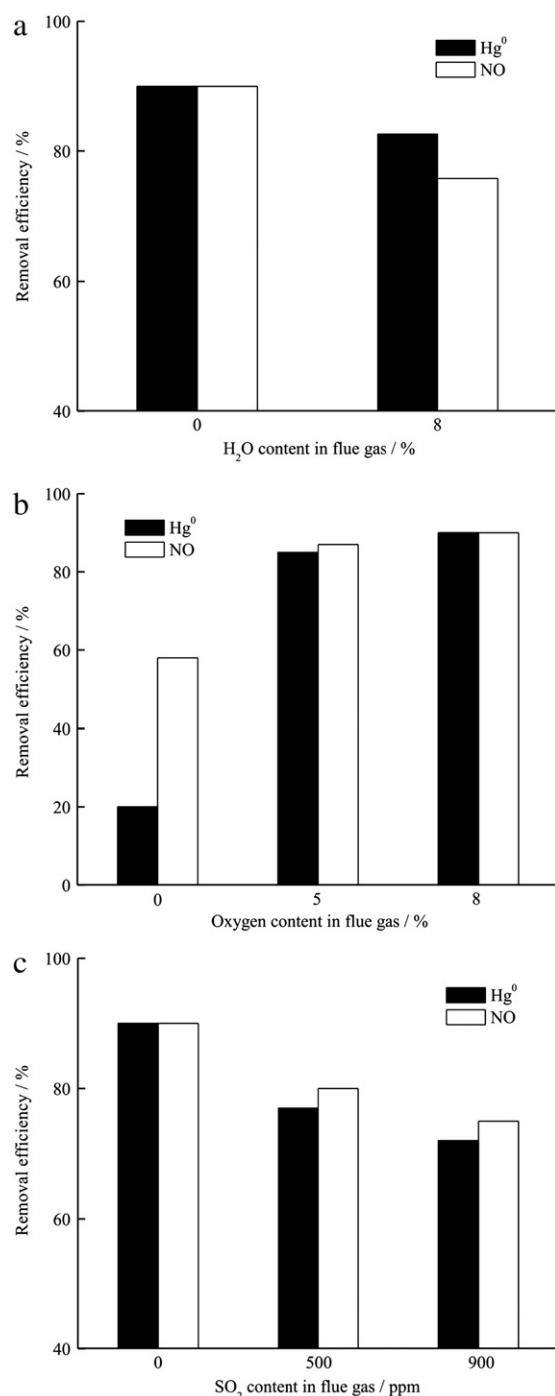 a
100
80
60
40
Removal efficiency / %
Hg⁰
NO
0
8
H₂O content in flue gas / %
b
100
80
60
40
20
0
Removal efficiency / %
Hg⁰
NO
0
5
8
Oxygen content in flue gas / %
c
100
80
60
40
Removal efficiency / %
Hg⁰
NO
0
500
900
SO₂ content in flue gas / ppm